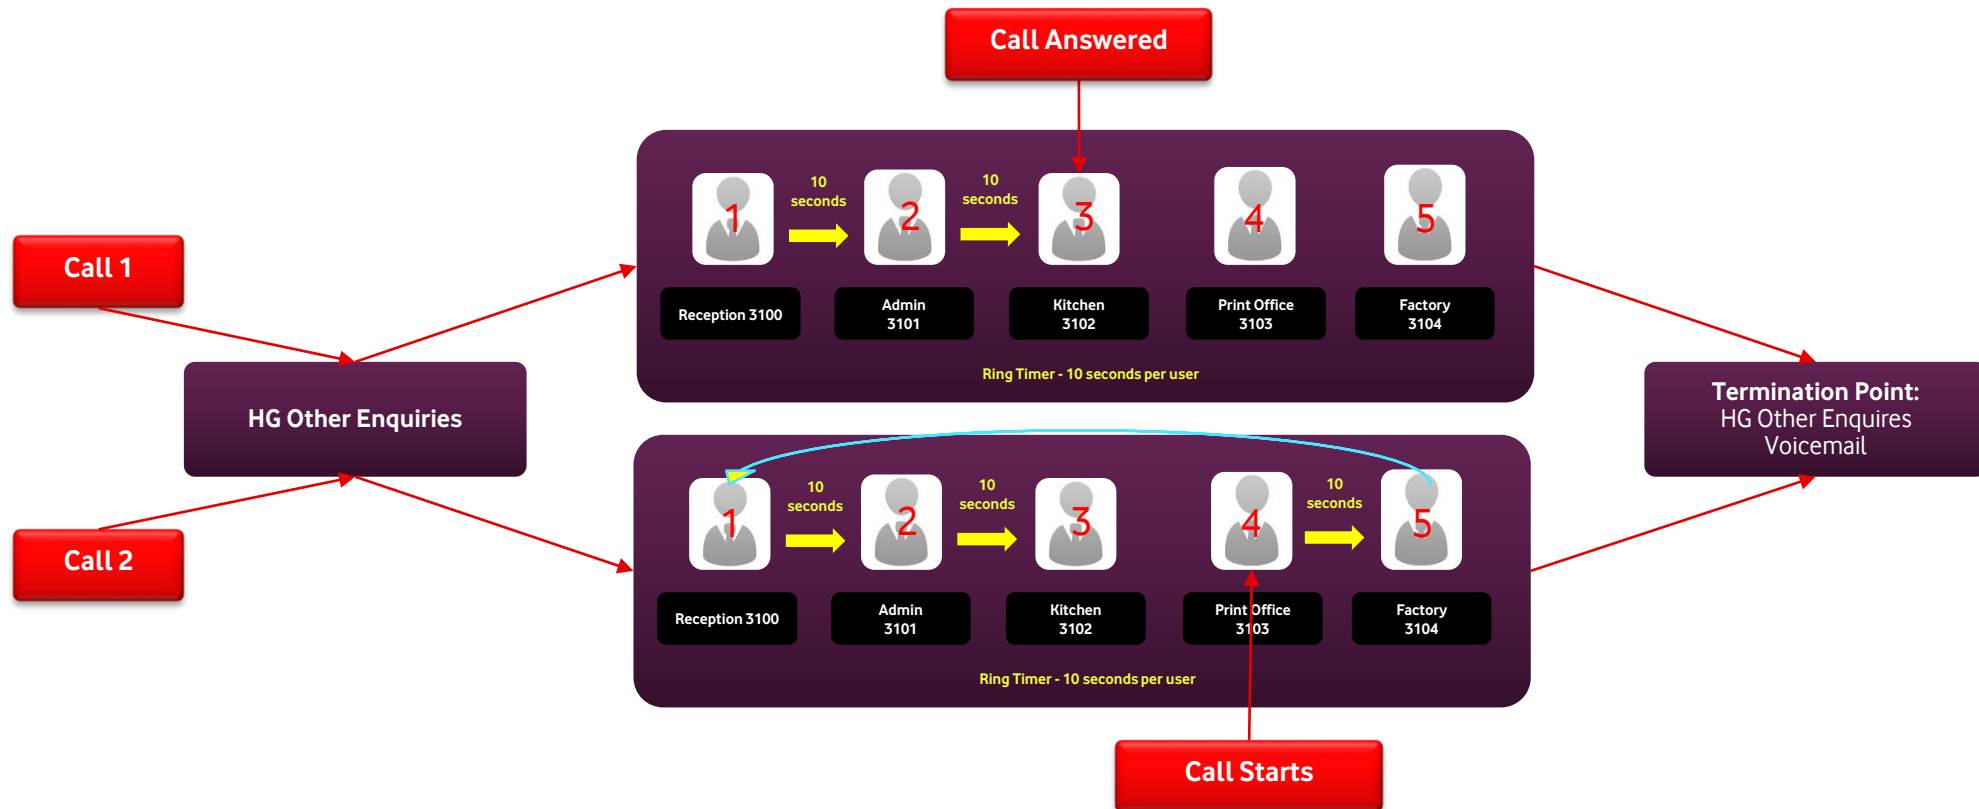 Call Answered
10
seconds
10
seconds
1
2
3
4
5
Call 1
Reception 3100
Admin
3101
Kitchen
3102
Print Office
3103
Factory
3104
Ring Timer - 10 seconds per user
HG Other Enquiries
Termination Point:
HG Other Enquires
Voicemail
10
seconds
10
seconds
10
seconds
1
2
3
4
5
Call 2
Reception 3100
Admin
3101
Kitchen
3102
Print Office
3103
Factory
3104
Ring Timer - 10 seconds per user
Call Starts